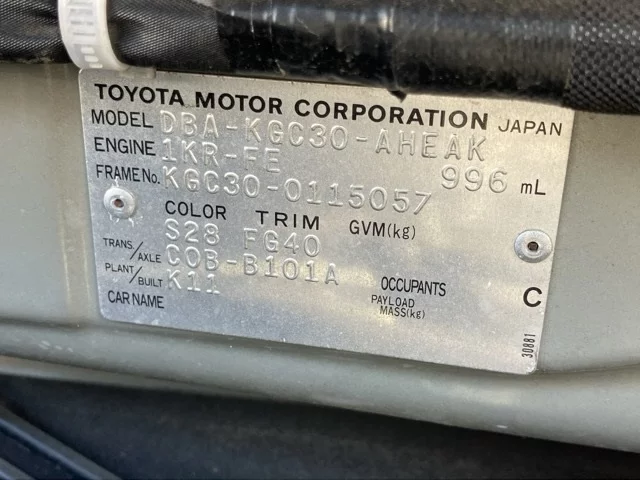 TOYOTA MOTOR CORPORATION JAPAN
MODEL DBA-KGC30-AHEAK
ENGINE 1KR-FE 996 mL
FRAME No. KGC30-0115057
COLOR TRIM GVM(kg)
S28 FG40
TRANS/AXLE C0B-B101A
PLANT/BUILT K11 OCCUPANTS
CAR NAME PAYLOAD MASS(kg) C
30881